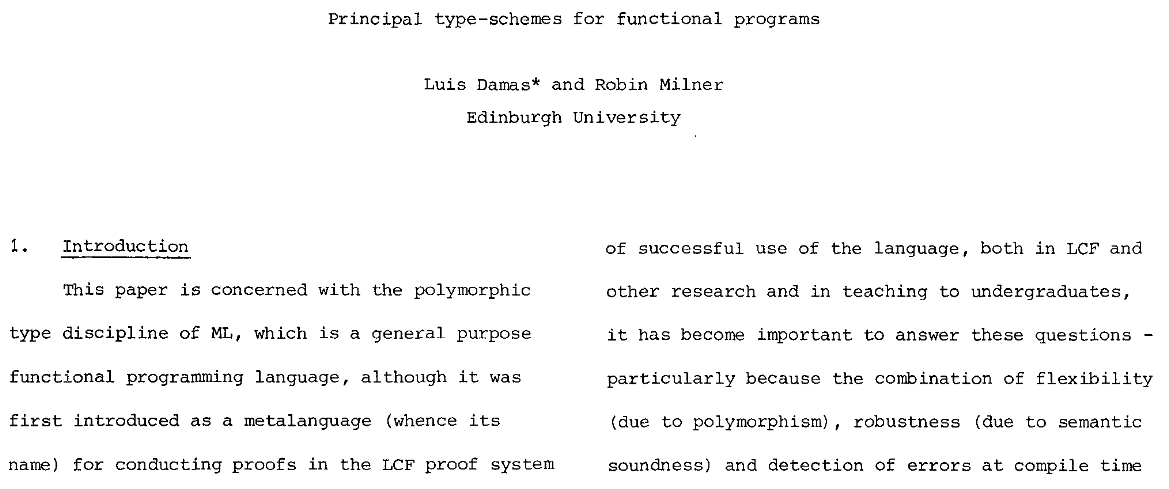 Principal type-schemes for functional programs
Luis Damas* and Robin Milner
Edinburgh University
1. Introduction
This paper is concerned with the polymorphic
type discipline of ML, which is a general purpose
functional programming language, although it was
first introduced as a metalanguage (whence its
name) for conducting proofs in the LCF proof system
of successful use of the language, both in LCF and
other research and in teaching to undergraduates,
it has become important to answer these questions -
particularly because the combination of flexibility
(due to polymorphism), robustness (due to semantic
soundness) and detection of errors at compile time